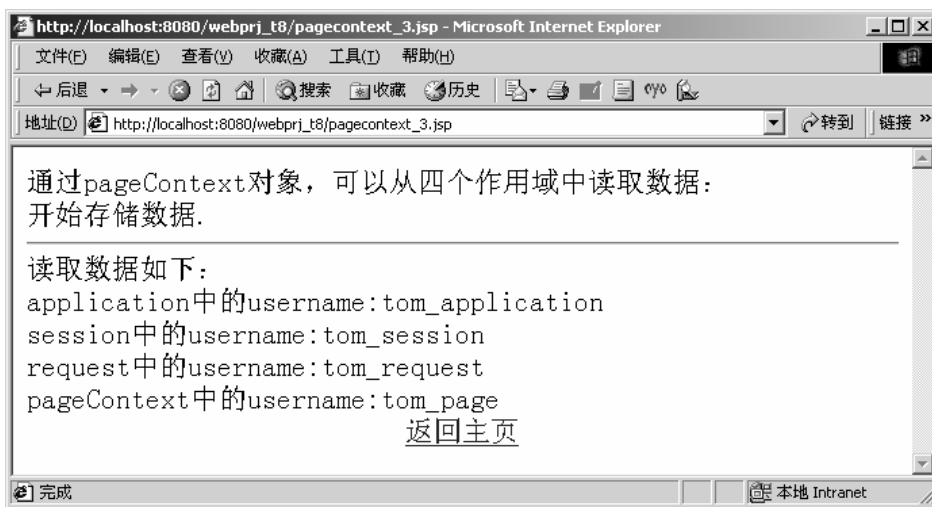 http://localhost:8080/webprj_t8/pagecontext_3.jsp - Microsoft Internet Explorer
文件(F) 编辑(E) 查看(V) 收藏(A) 工具(T) 帮助(H)
后退 搜索 收藏 历史
地址(D) http://localhost:8080/webprj_t8/pagecontext_3.jsp 转到 链接 »
通过pageContext对象，可以从四个作用域中读取数据：
开始存储数据.
读取数据如下：
application中的username:tom_application
session中的username:tom_session
request中的username:tom_request
pageContext中的username:tom_page
返回主页
完成 本地 Intranet